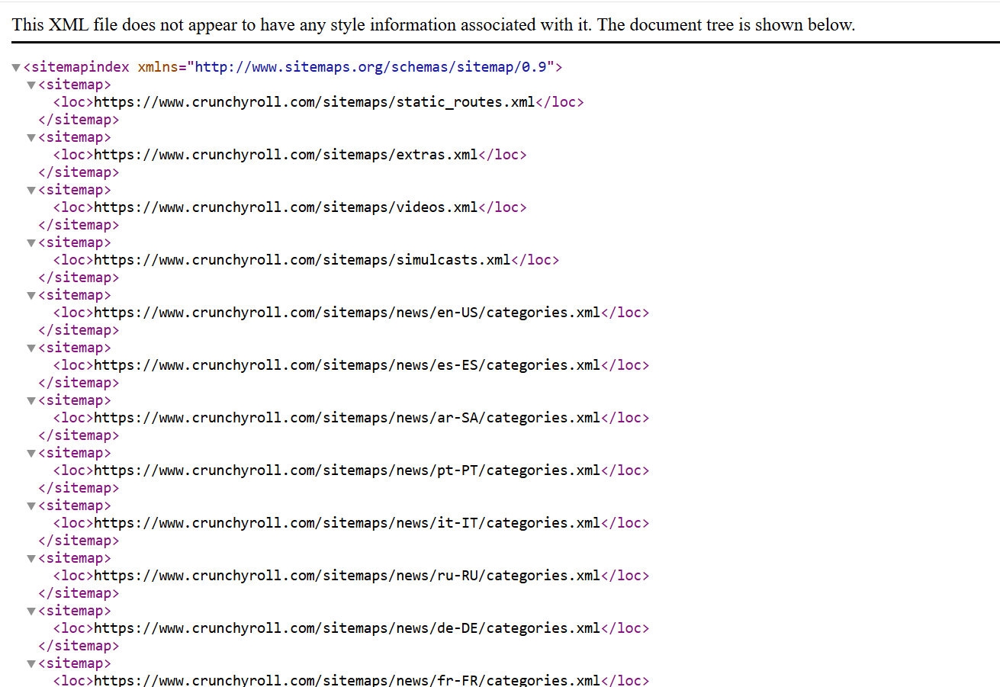 This XML file does not appear to have any style information associated with it. The document tree is shown below.
▼<sitemapindex xmlns="http://www.sitemaps.org/schemas/sitemap/0.9">
▼<sitemap>
<loc>https://www.crunchyroll.com/sitemaps/static_routes.xml</loc>
</sitemap>
▼<sitemap>
<loc>https://www.crunchyroll.com/sitemaps/extras.xml</loc>
</sitemap>
▼<sitemap>
<loc>https://www.crunchyroll.com/sitemaps/videos.xml</loc>
</sitemap>
▼<sitemap>
<loc>https://www.crunchyroll.com/sitemaps/simulcasts.xml</loc>
</sitemap>
▼<sitemap>
<loc>https://www.crunchyroll.com/sitemaps/news/en-US/categories.xml</loc>
</sitemap>
▼<sitemap>
<loc>https://www.crunchyroll.com/sitemaps/news/es-ES/categories.xml</loc>
</sitemap>
▼<sitemap>
<loc>https://www.crunchyroll.com/sitemaps/news/ar-SA/categories.xml</loc>
</sitemap>
▼<sitemap>
<loc>https://www.crunchyroll.com/sitemaps/news/pt-PT/categories.xml</loc>
</sitemap>
▼<sitemap>
<loc>https://www.crunchyroll.com/sitemaps/news/it-IT/categories.xml</loc>
</sitemap>
▼<sitemap>
<loc>https://www.crunchyroll.com/sitemaps/news/ru-RU/categories.xml</loc>
</sitemap>
▼<sitemap>
<loc>https://www.crunchyroll.com/sitemaps/news/de-DE/categories.xml</loc>
</sitemap>
▼<sitemap>
<loc>https://www.crunchyroll.com/sitemaps/news/fr-FR/categories.xml</loc>